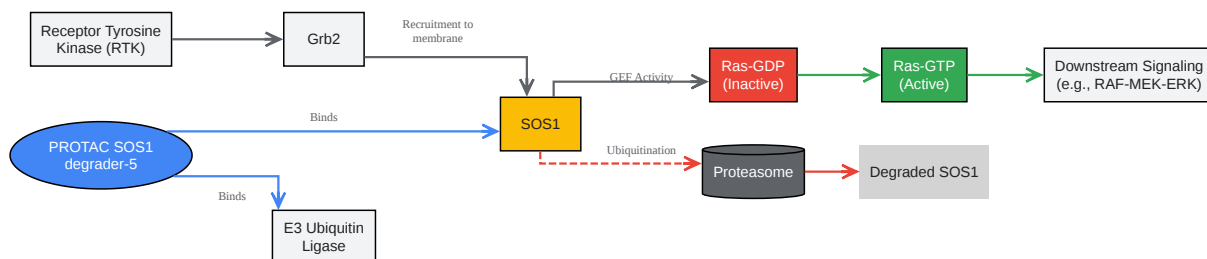 Receptor Tyrosine
Kinase (RTK)
Grb2
Recruitment to
membrane
SOS1
GEF Activity
Ras-GDP
(Inactive)
Ras-GTP
(Active)
Downstream Signaling
(e.g., RAF-MEK-ERK)
PROTAC SOS1
degrader-5
Binds
Binds
E3 Ubiquitin
Ligase
Ubiquitination
Proteasome
Degraded SOS1